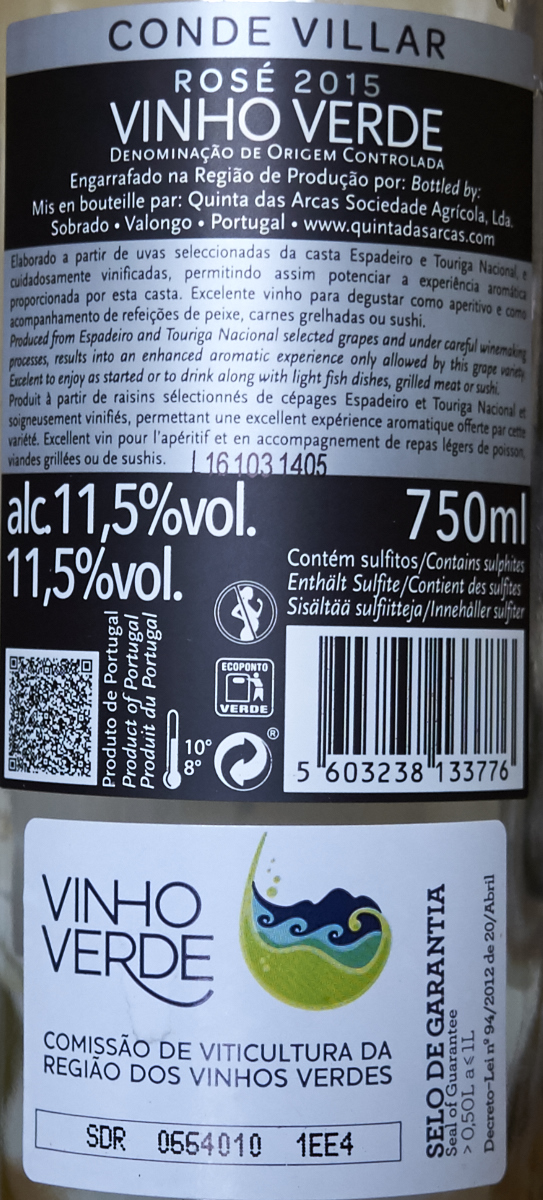 CONDE VILLAR
ROSÉ 2015
VINHO VERDE
DENOMINAÇÃO DE ORIGEM CONTROLADA
Engarrafado na Região de Produção por: Bottled by:
Mis en bouteille par: Quinta das Arcas Sociedade Agrícola, Lda.
Sobrado • Valongo • Portugal • www.quintadasarcas.com
Elaborado a partir de uvas seleccionadas da casta Espadeiro e Touriga Nacional, e
cuidadosamente vinificadas, permitindo assim potenciar a experiência aromática
proporcionada por esta casta. Excelente vinho para degustar como aperitivo e como
acompanhamento de refeições de peixe, carnes grelhadas ou sushi.
Produced from Espadeiro and Touriga Nacional selected grapes and under careful winemaking
processes, results into an enhanced aromatic experience only allowed by this grape variety.
Excelent to enjoy as started or to drink along with light fish dishes, grilled meat or sushi.
Produit à partir de raisins sélectionnés de cépages Espadeiro et Touriga Nacional et
soigneusement vinifiés, permettant une excellent expérience aromatique offerte par cette
variété. Excellent vin pour l'apéritif et en accompagnement de repas légers de poisson,
viandes grillées ou de sushis.
L 16 103 1405
alc.11,5%vol.
750ml
11,5%vol.
Contém sulfitos/Contains sulphites
Enthält Sulfite/Contient des sulfites
Sisältää sulfiitteja/Innehåller sulfiter
Produto de Portugal
Product of Portugal
Produit du Portugal
ECOPONTO
VERDE
10°
8°
®
5 603238 133776
VINHO
VERDE
COMISSÃO DE VITICULTURA DA
REGIÃO DOS VINHOS VERDES
SDR 0664010 1EE4
SELO DE GARANTIA
Seal of Guarantee
> 0,50L a ≤ 1L
Decreto-Lei nº 94/2012 de 20/Abril